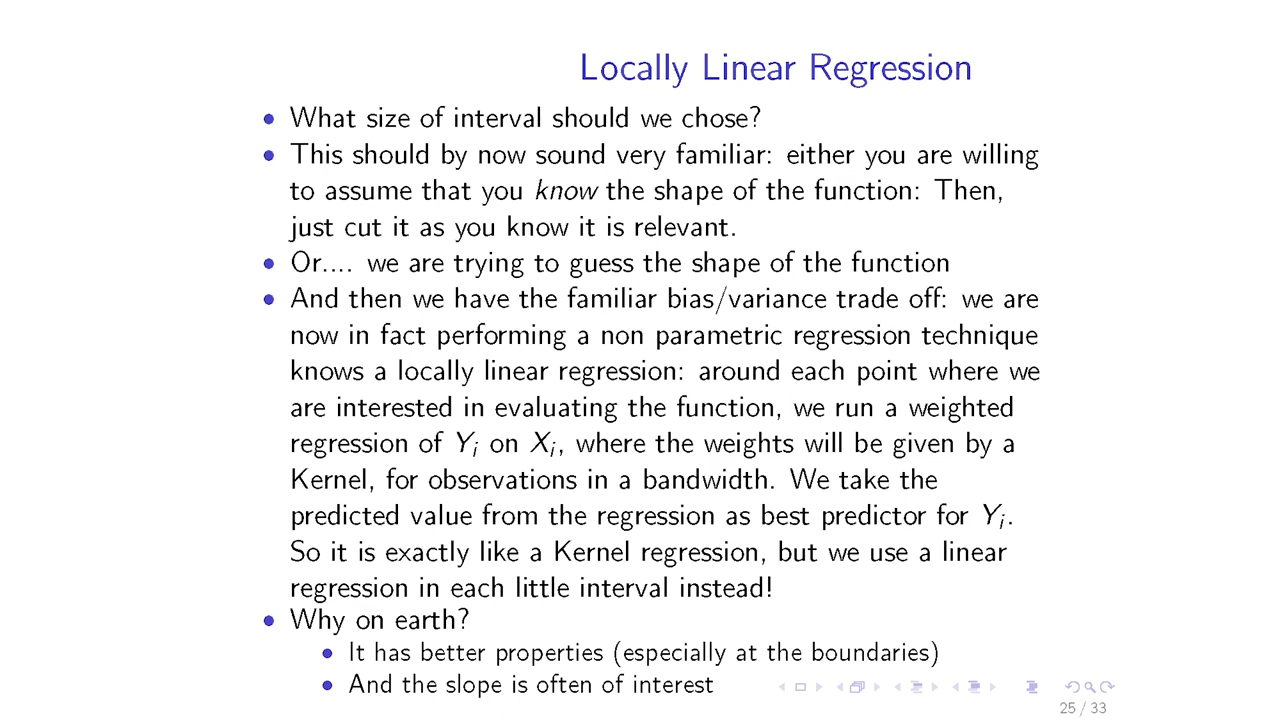 Locally Linear Regression
• What size of interval should we chose?
• This should by now sound very familiar: either you are willing
to assume that you know the shape of the function: Then,
just cut it as you know it is relevant.
• Or.... we are trying to guess the shape of the function
• And then we have the familiar bias/variance trade off: we are
now in fact performing a non parametric regression technique
knows a locally linear regression: around each point where we
are interested in evaluating the function, we run a weighted
regression of Yᵢ on Xᵢ, where the weights will be given by a
Kernel, for observations in a bandwidth. We take the
predicted value from the regression as best predictor for Yᵢ.
So it is exactly like a Kernel regression, but we use a linear
regression in each little interval instead!
• Why on earth?
• It has better properties (especially at the boundaries)
• And the slope is often of interest
25 / 33